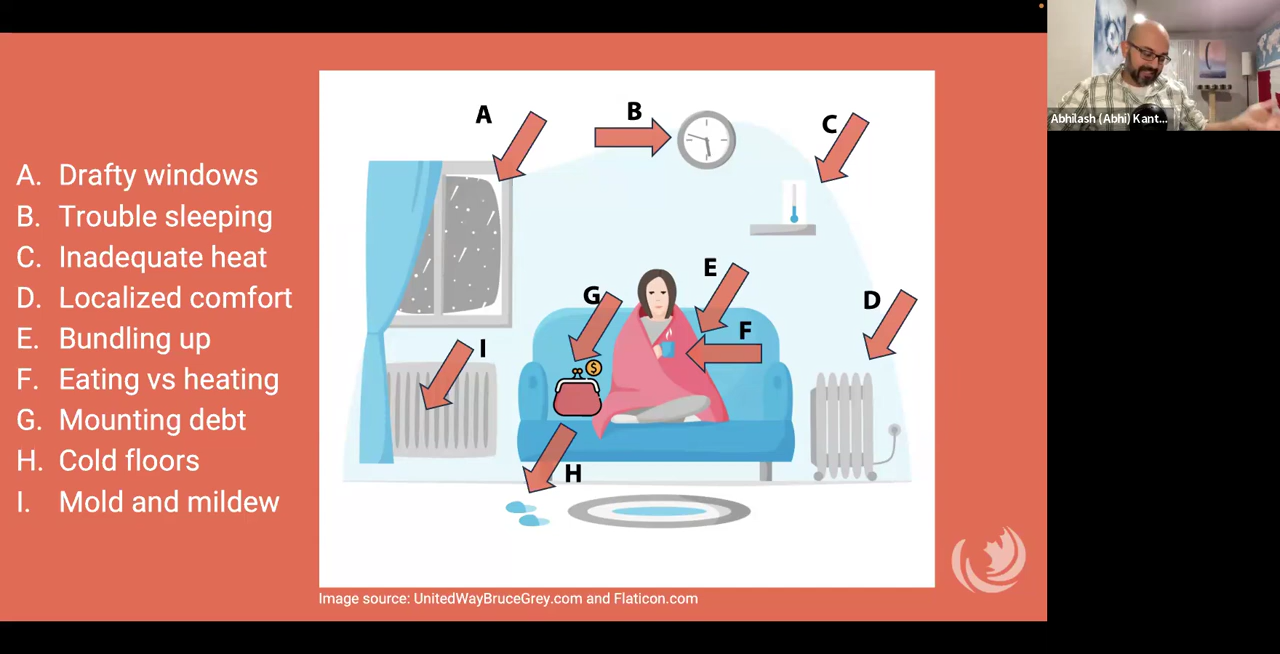 A. Drafty windows
B. Trouble sleeping
C. Inadequate heat
D. Localized comfort
E. Bundling up
F. Eating vs heating
G. Mounting debt
H. Cold floors
I. Mold and mildew
A
B
C
G
E
D
F
I
$
H
Image source: UnitedWayBruceGrey.com and Flaticon.com
Abhilash (Abhi) Kant...